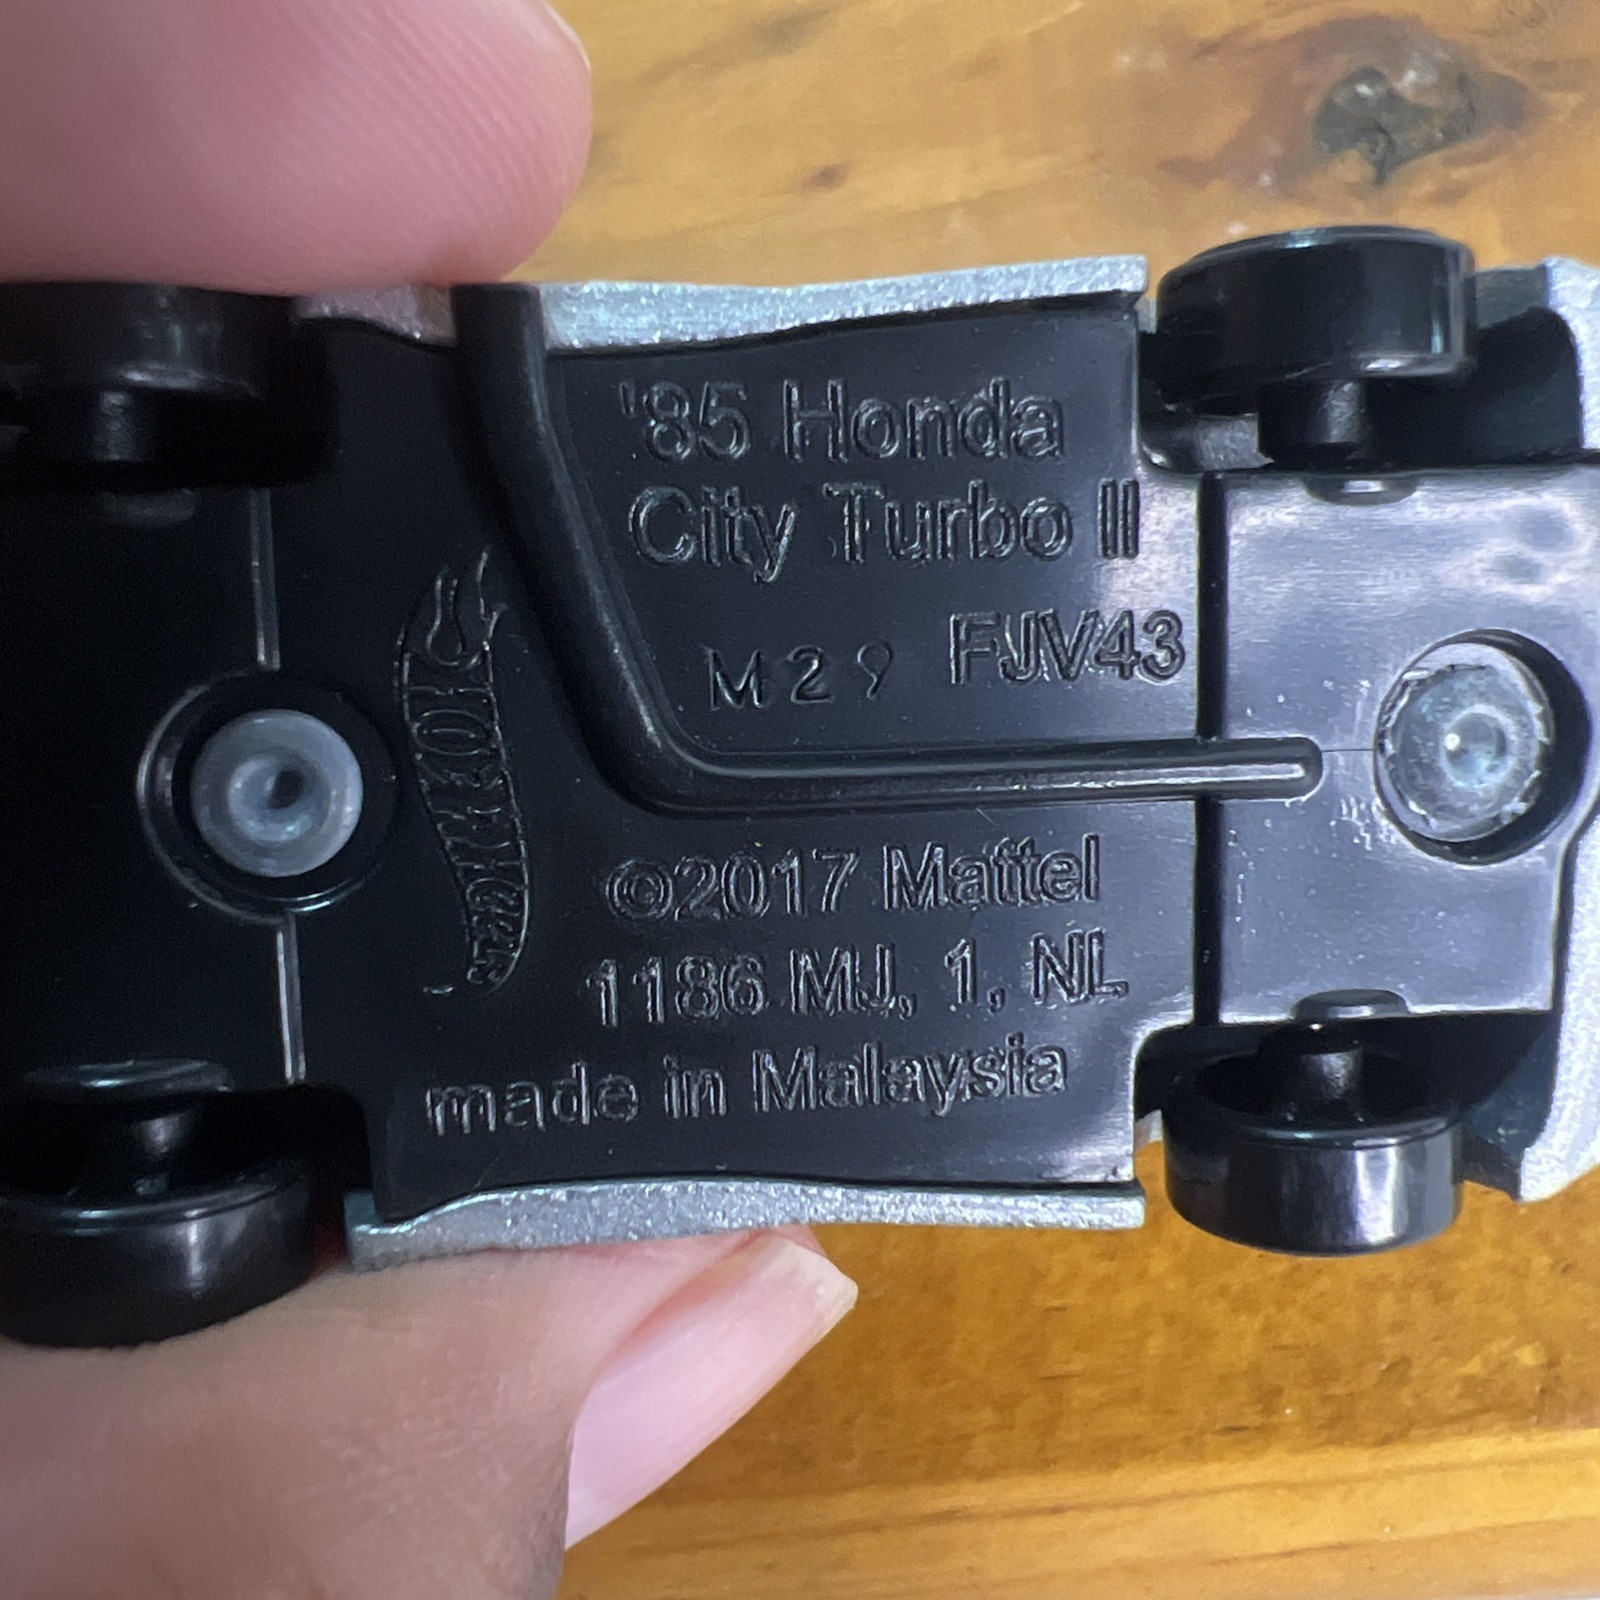 '85 Honda
City Turbo II
M29 FJV43
HOT WHEELS
©2017 Mattel
1186 MJ, 1, NL
made in Malaysia